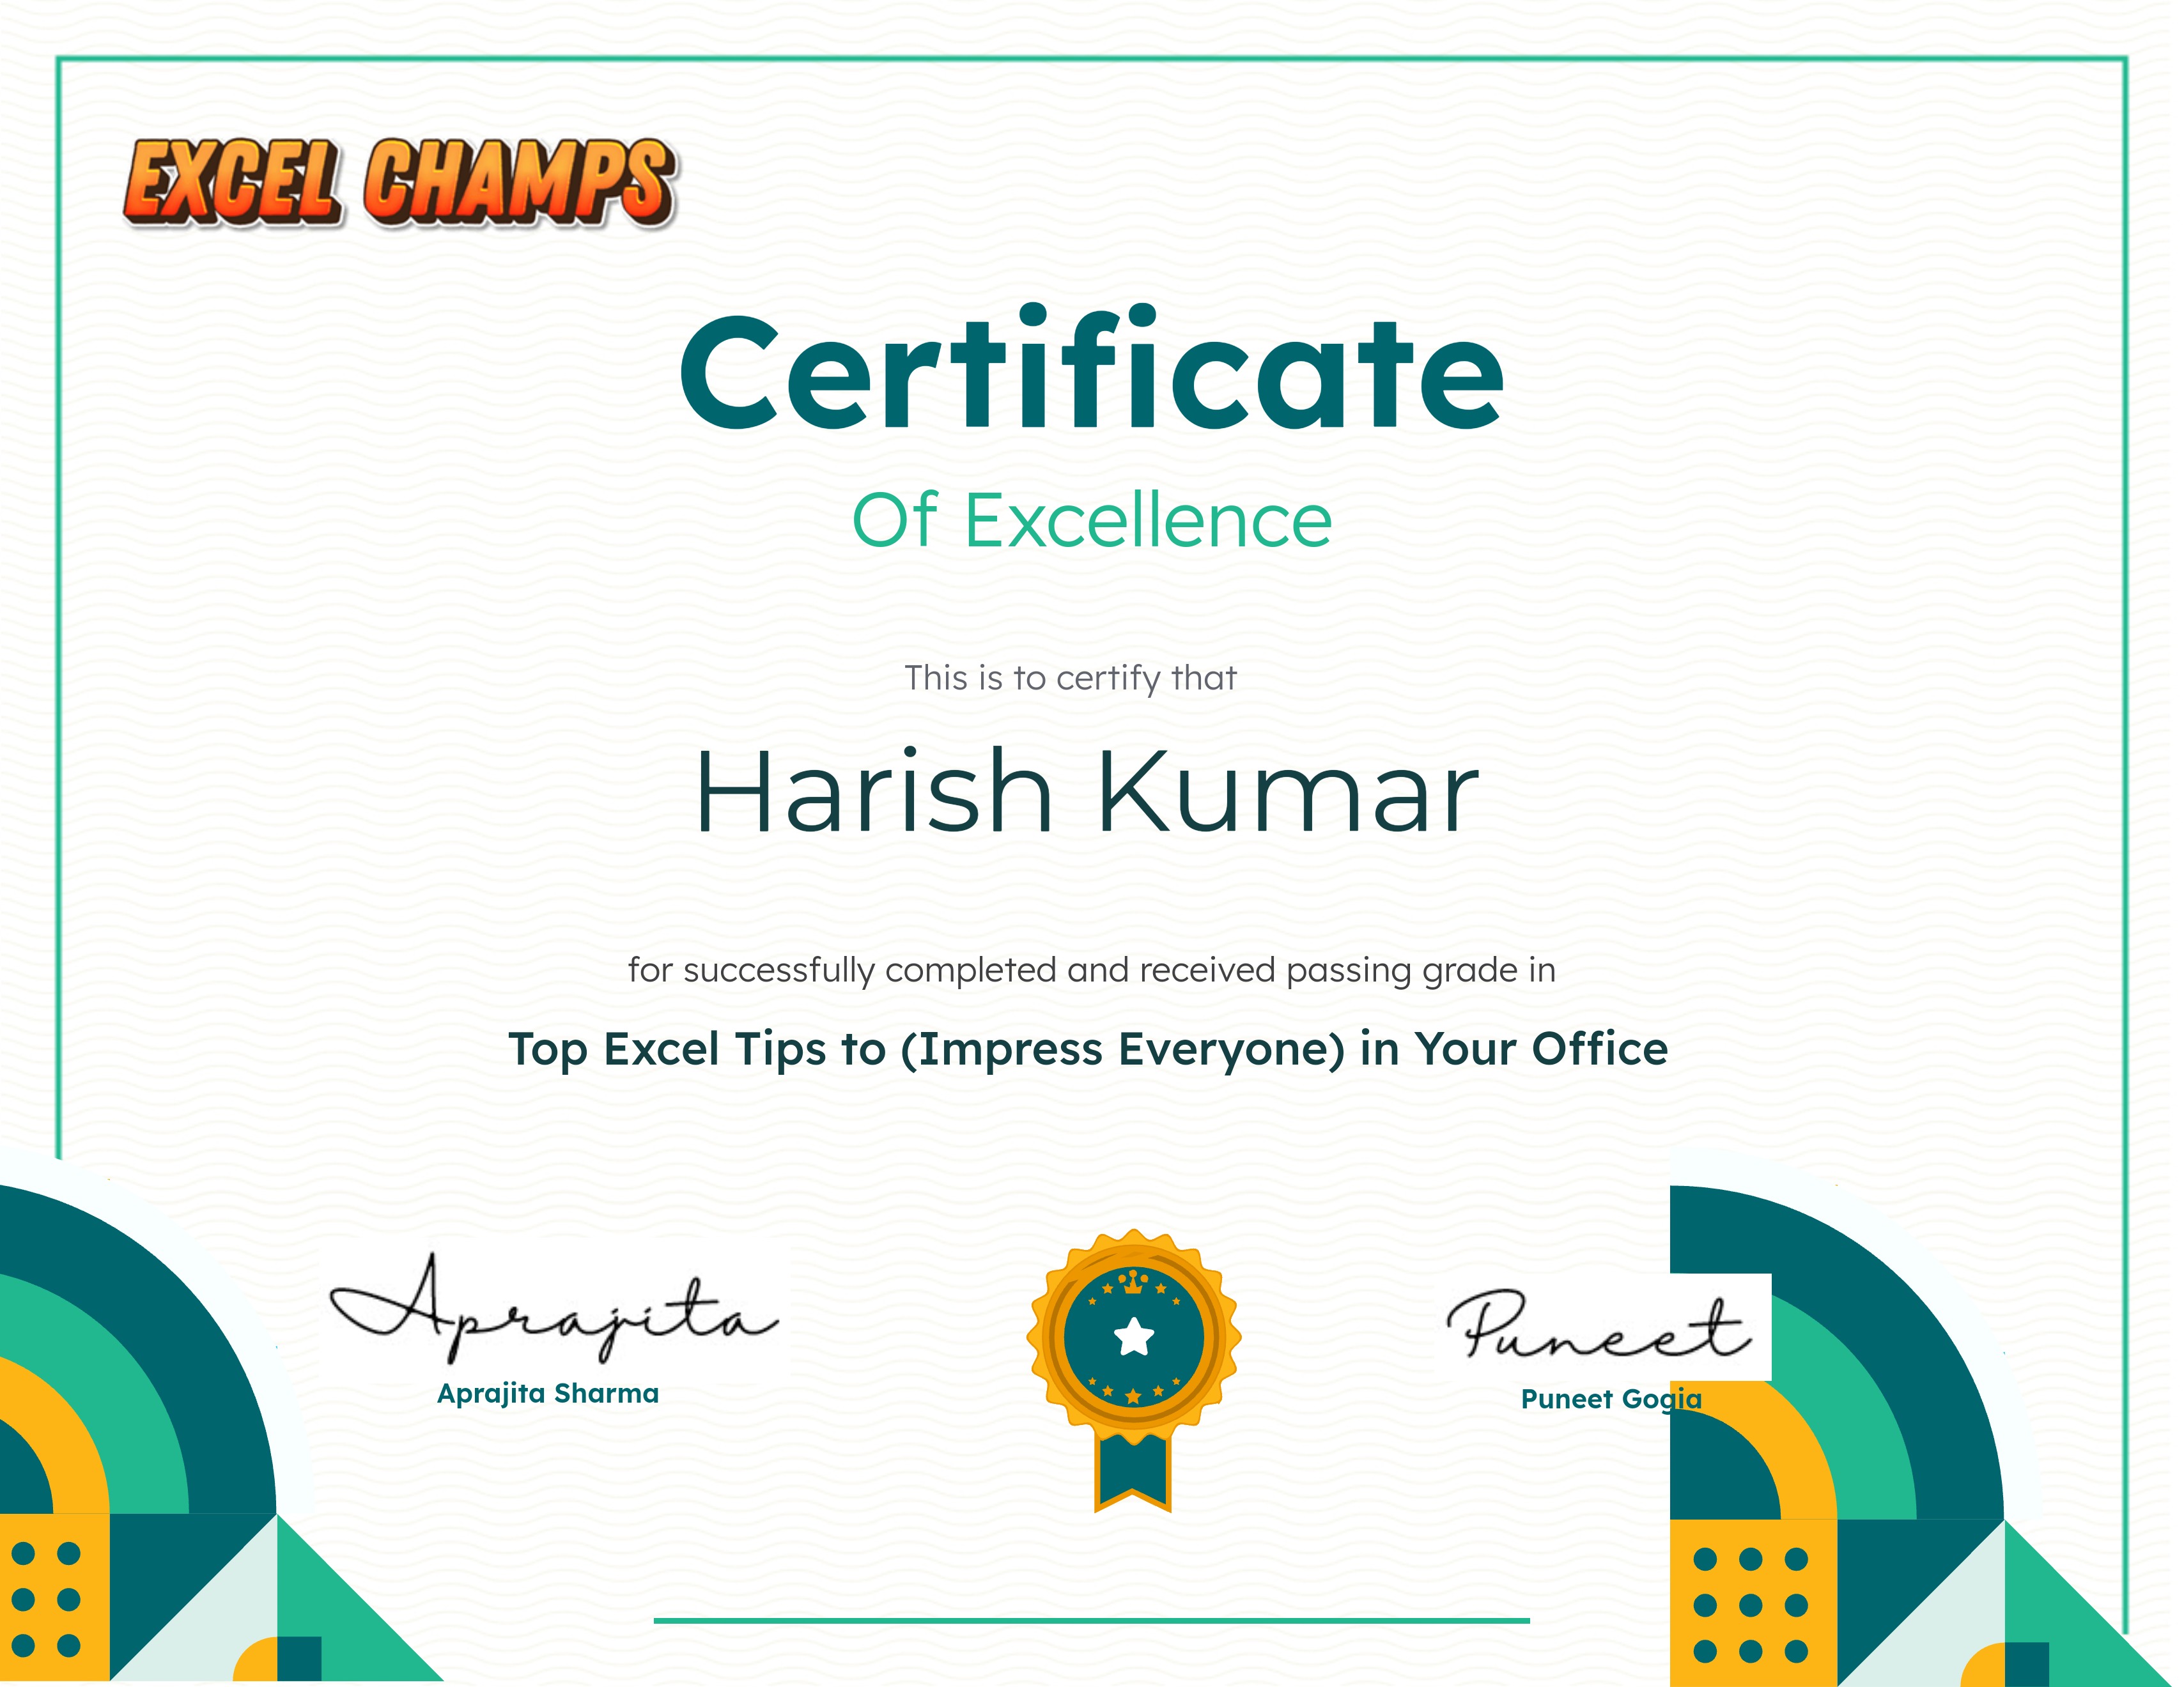 EXCEL CHAMPS
Certificate
Of Excellence
This is to certify that
Harish Kumar
for successfully completed and received passing grade in
Top Excel Tips to (Impress Everyone) in Your Office
Aprajita
Puneet
Aprajita Sharma
Puneet Gogia